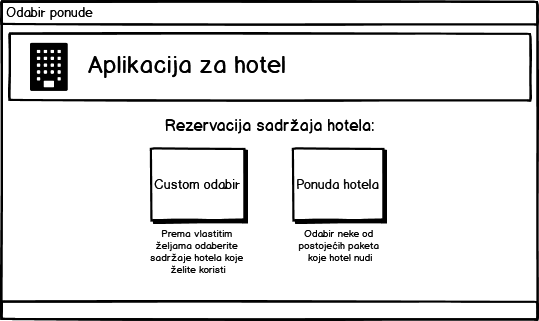 Odabir ponude
Aplikacija za hotel
Rezervacija sadržaja hotela:
Custom odabir
Ponuda hotela
Prema vlastitim
željama odaberite
sadržaje hotela koje
želite koristi
Odabir neke od
postojećih paketa
koje hotel nudi